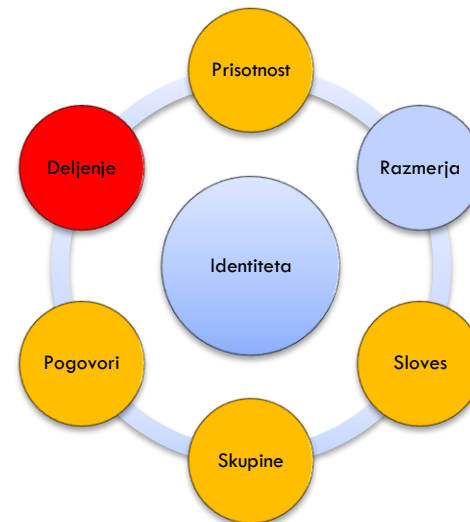 Prisotnost
Deljenje
Razmerja
Identiteta
Pogovori
Sloves
Skupine